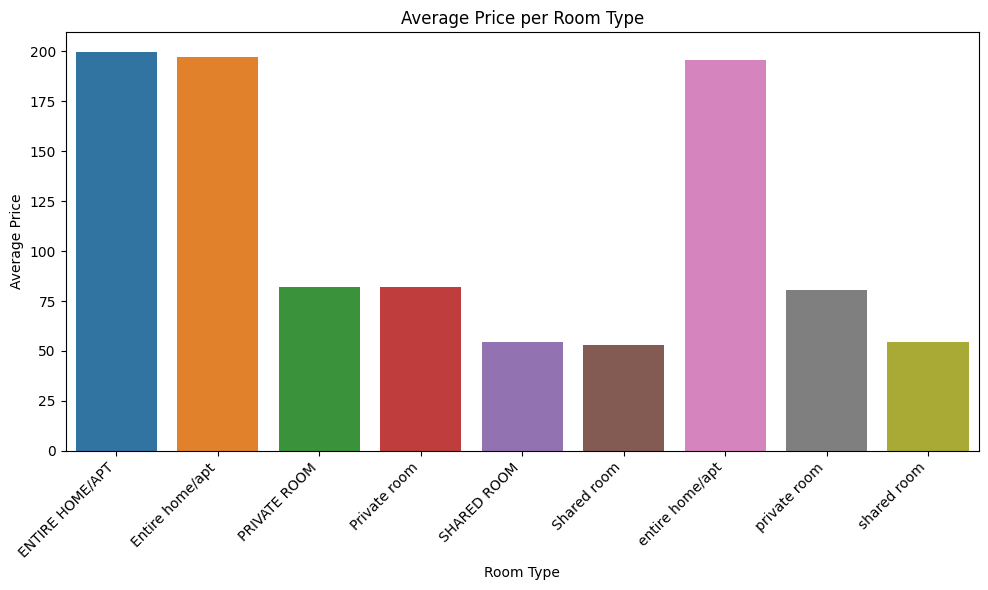 Average Price per Room Type
Average Price
200
175
150
125
100
75
50
25
0
ENTIRE HOME/APT
Entire home/apt
PRIVATE ROOM
Private room
SHARED ROOM
Shared room
entire home/apt
private room
shared room
Room Type